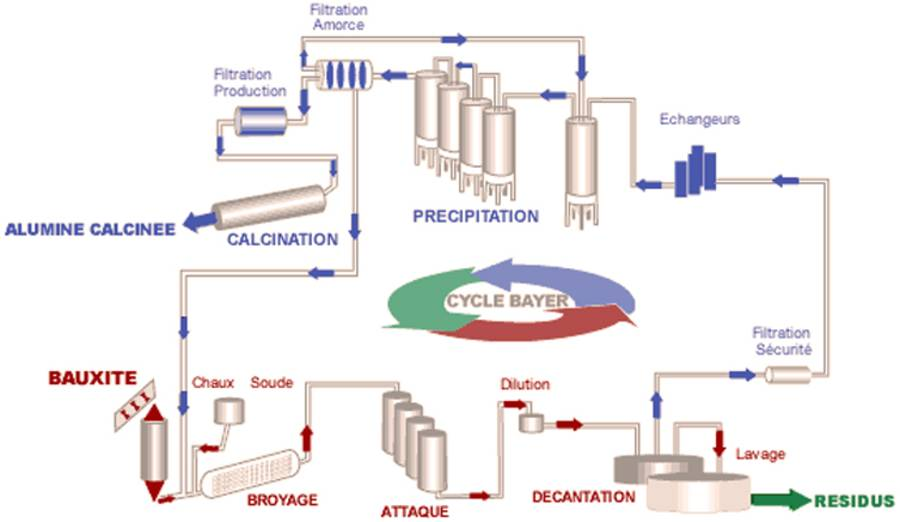 Filtration
Amorce
Filtration
Production
Echangeurs
PRECIPITATION
ALUMINE CALCINEE
CALCINATION
CYCLE BAYER
Filtration
Sécurité
BAUXITE
Chaux Soude
Dilution
Lavage
BROYAGE
ATTAQUE
DECANTATION
RESIDUS